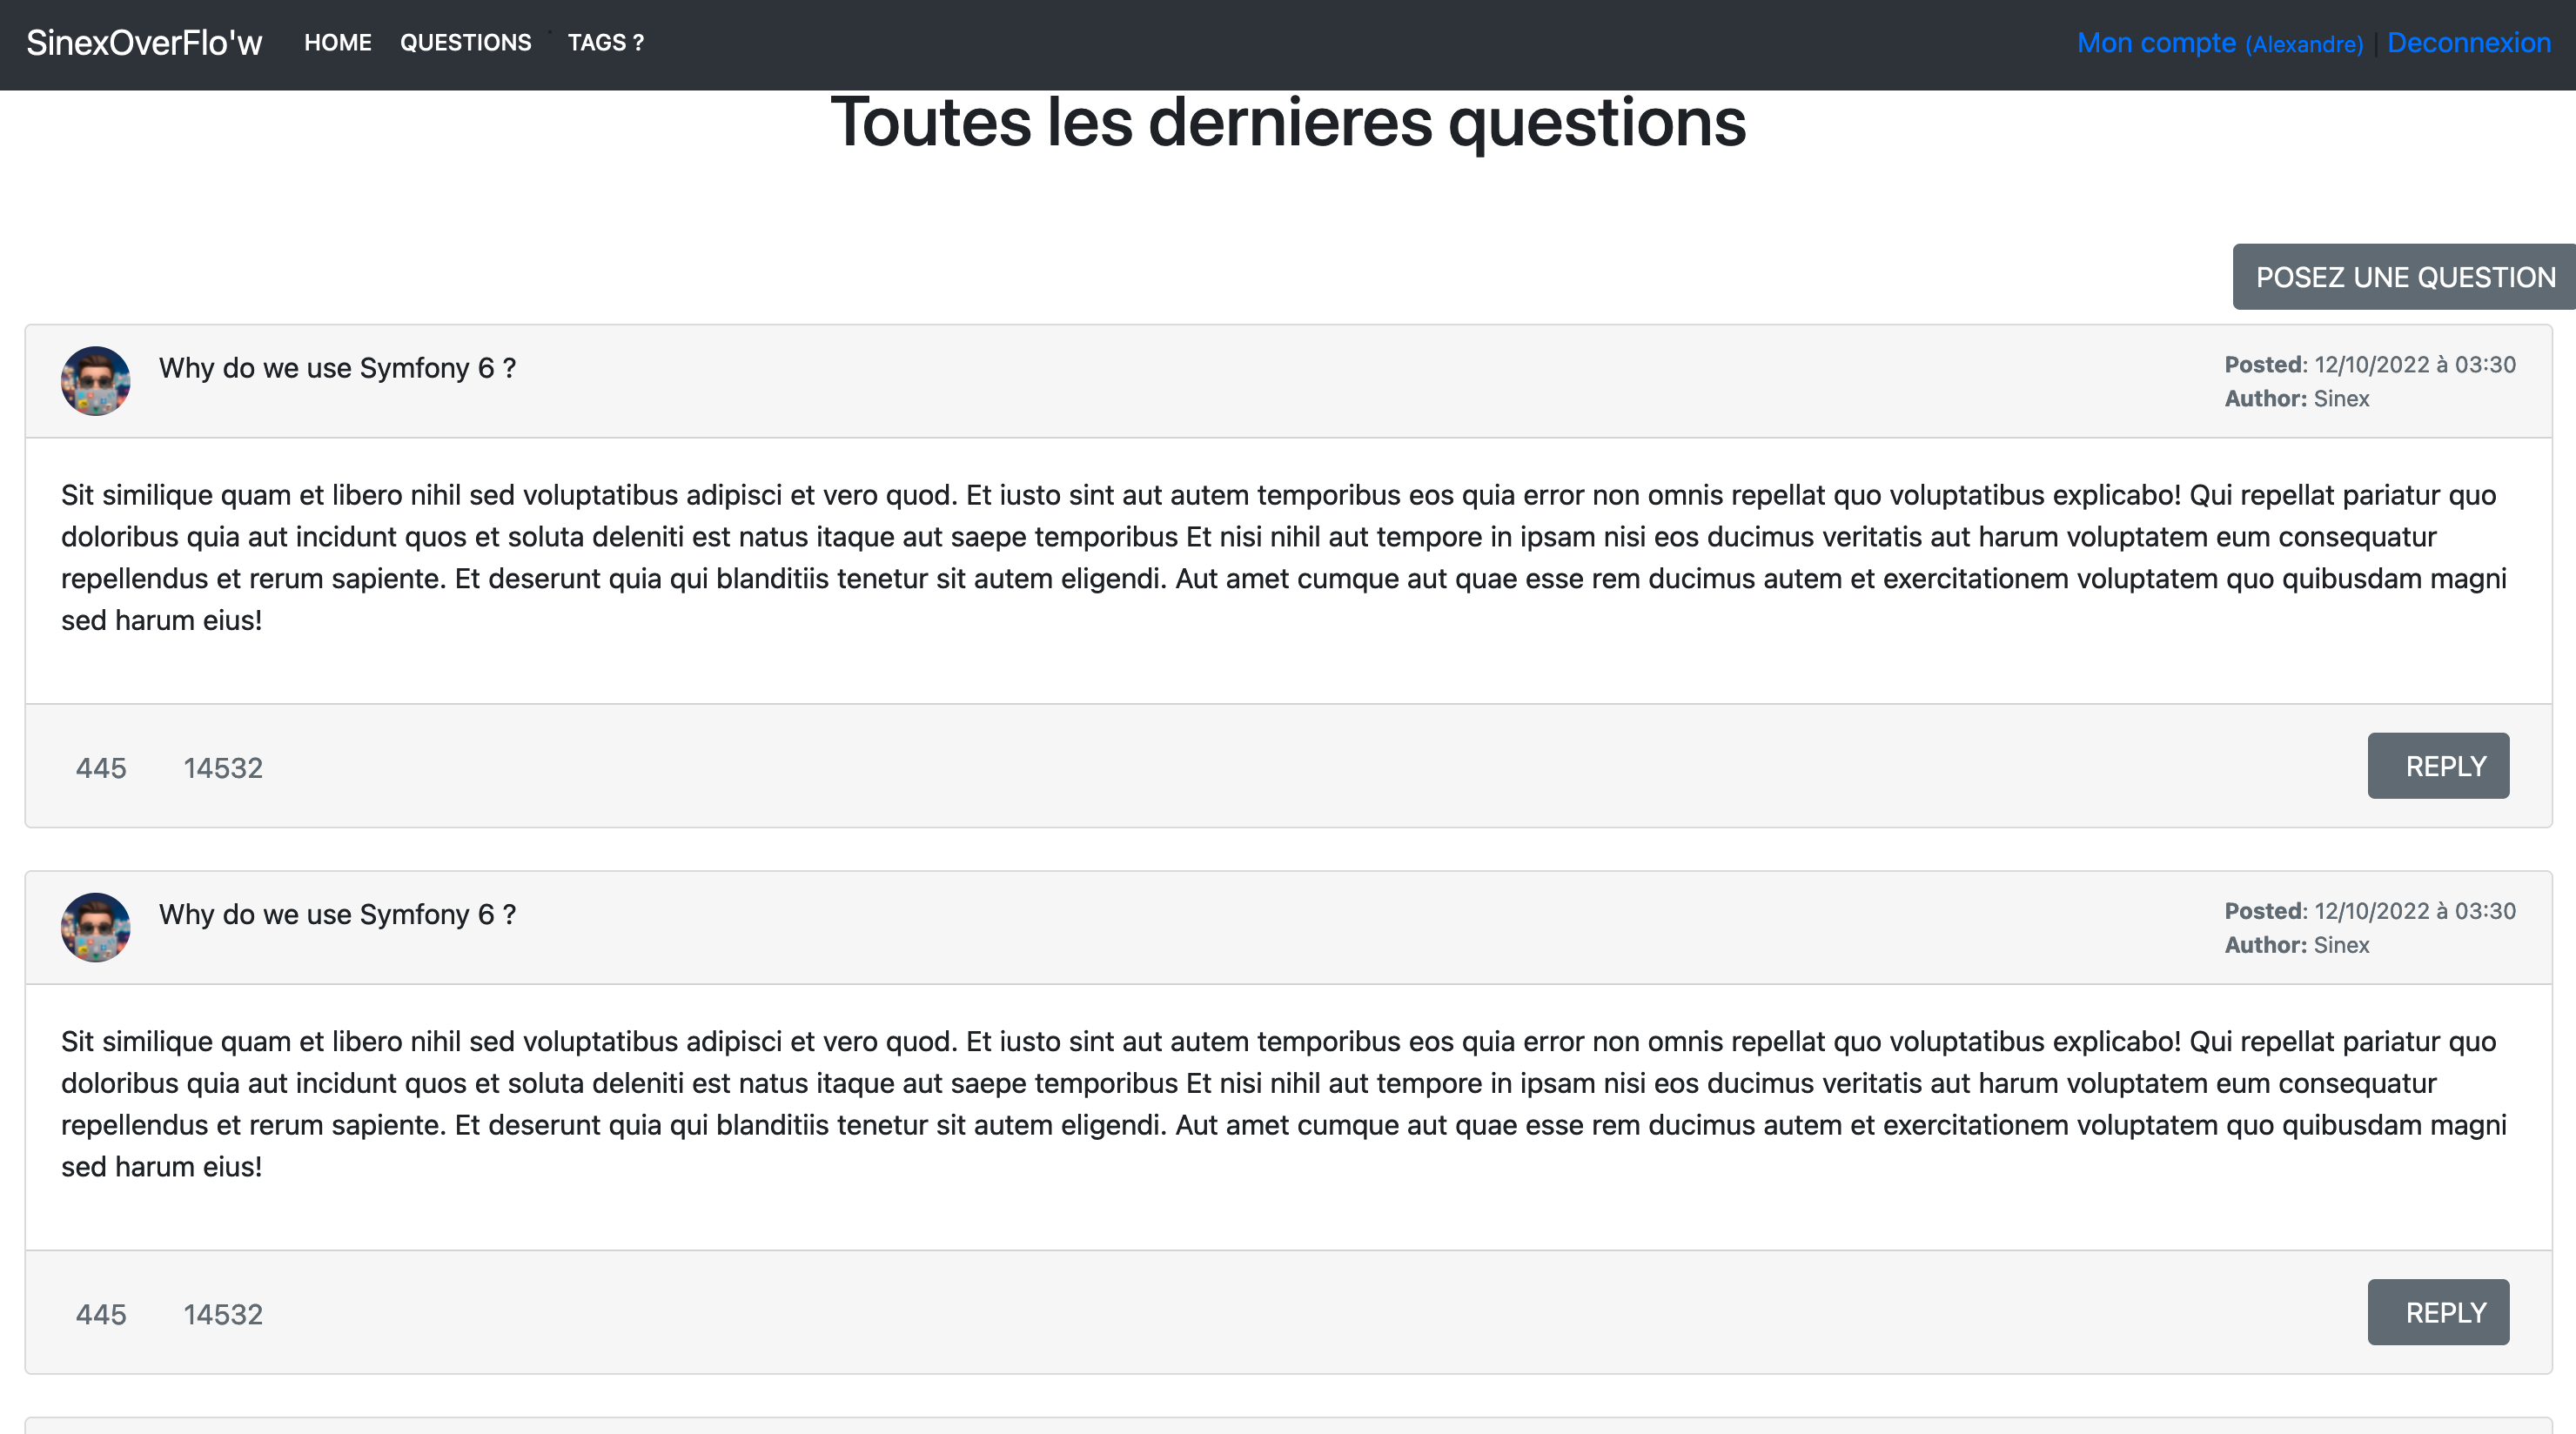 SinexOverFlo'w HOME QUESTIONS TAGS ? Mon compte (Alexandre) | Deconnexion
Toutes les dernieres questions
POSEZ UNE QUESTION
Why do we use Symfony 6 ?
Posted: 12/10/2022 à 03:30
Author: Sinex
Sit similique quam et libero nihil sed voluptatibus adipisci et vero quod. Et iusto sint aut autem temporibus eos quia error non omnis repellat quo voluptatibus explicabo! Qui repellat pariatur quo
doloribus quia aut incidunt quos et soluta deleniti est natus itaque aut saepe temporibus Et nisi nihil aut tempore in ipsam nisi eos ducimus veritatis aut harum voluptatem eum consequatur
repellendus et rerum sapiente. Et deserunt quia qui blanditiis tenetur sit autem eligendi. Aut amet cumque aut quae esse rem ducimus autem et exercitationem voluptatem quo quibusdam magni
sed harum eius!
445 14532 REPLY
Why do we use Symfony 6 ?
Posted: 12/10/2022 à 03:30
Author: Sinex
Sit similique quam et libero nihil sed voluptatibus adipisci et vero quod. Et iusto sint aut autem temporibus eos quia error non omnis repellat quo voluptatibus explicabo! Qui repellat pariatur quo
doloribus quia aut incidunt quos et soluta deleniti est natus itaque aut saepe temporibus Et nisi nihil aut tempore in ipsam nisi eos ducimus veritatis aut harum voluptatem eum consequatur
repellendus et rerum sapiente. Et deserunt quia qui blanditiis tenetur sit autem eligendi. Aut amet cumque aut quae esse rem ducimus autem et exercitationem voluptatem quo quibusdam magni
sed harum eius!
445 14532 REPLY